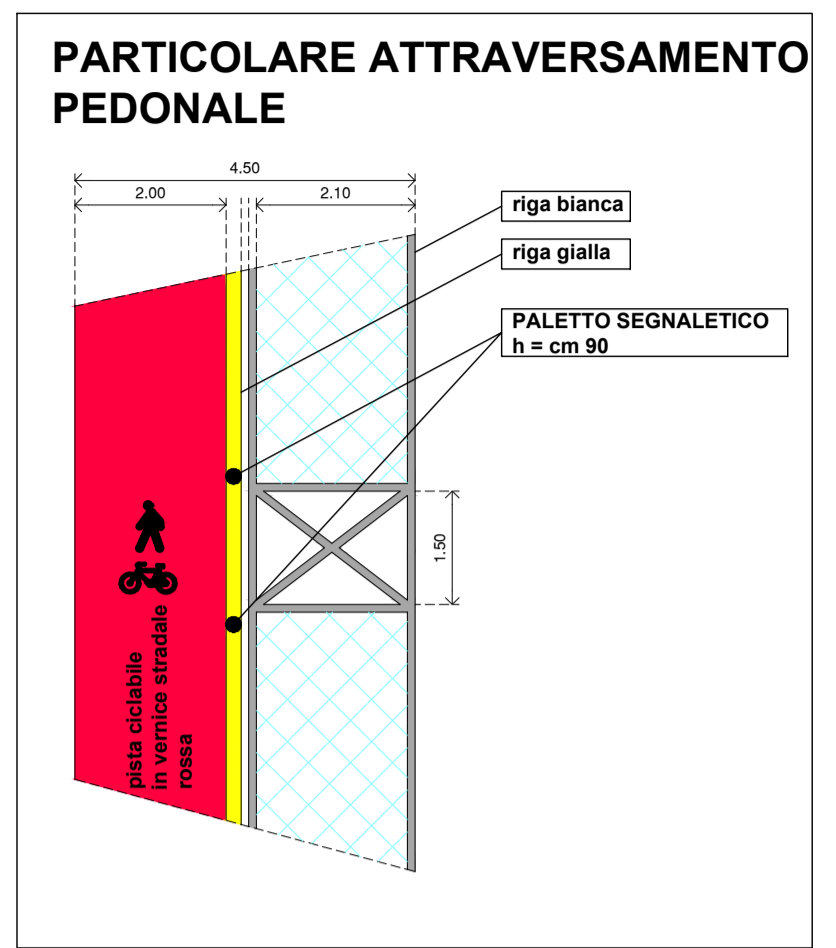 PARTICOLARE ATTRAVERSAMENTO
PEDONALE
4.50
2.00
2.10
riga bianca
riga gialla
PALETTO SEGNALETICO
h = cm 90
1.50
pista ciclabile
in vernice stradale
rossa